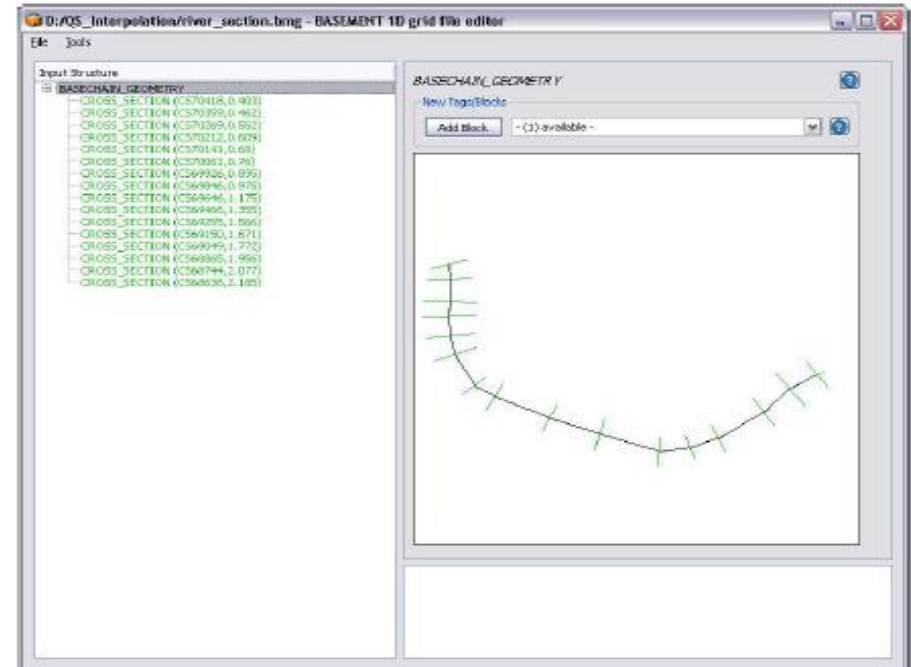 D:/QS_Interpolation/river_section.bmg - BASEMENT 1D grid file editor
File Tools
Input Structure
BASECHAIN_GEOMETRY
CROSS_SECTION (CS70418,0.403)
CROSS_SECTION (CS70359,0.462)
CROSS_SECTION (CS70269,0.552)
CROSS_SECTION (CS70212,0.609)
CROSS_SECTION (CS70141,0.68)
CROSS_SECTION (CS70061,0.76)
CROSS_SECTION (CS69926,0.895)
CROSS_SECTION (CS69846,0.975)
CROSS_SECTION (CS69646,1.175)
CROSS_SECTION (CS69466,1.355)
CROSS_SECTION (CS69255,1.566)
CROSS_SECTION (CS69150,1.671)
CROSS_SECTION (CS69049,1.772)
CROSS_SECTION (CS68865,1.956)
CROSS_SECTION (CS68744,2.077)
CROSS_SECTION (CS68636,2.185)
BASECHAIN_GEOMETRY
New Tags/Blocks
Add Block
- (1) available -